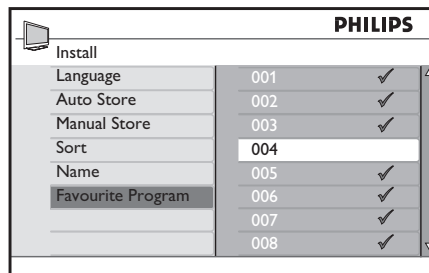 PHILIPS
Install
Language
Auto Store
Manual Store
Sort
Name
Favourite Program
001 ✓
002 ✓
003 ✓
004
005 ✓
006 ✓
007 ✓
008 ✓